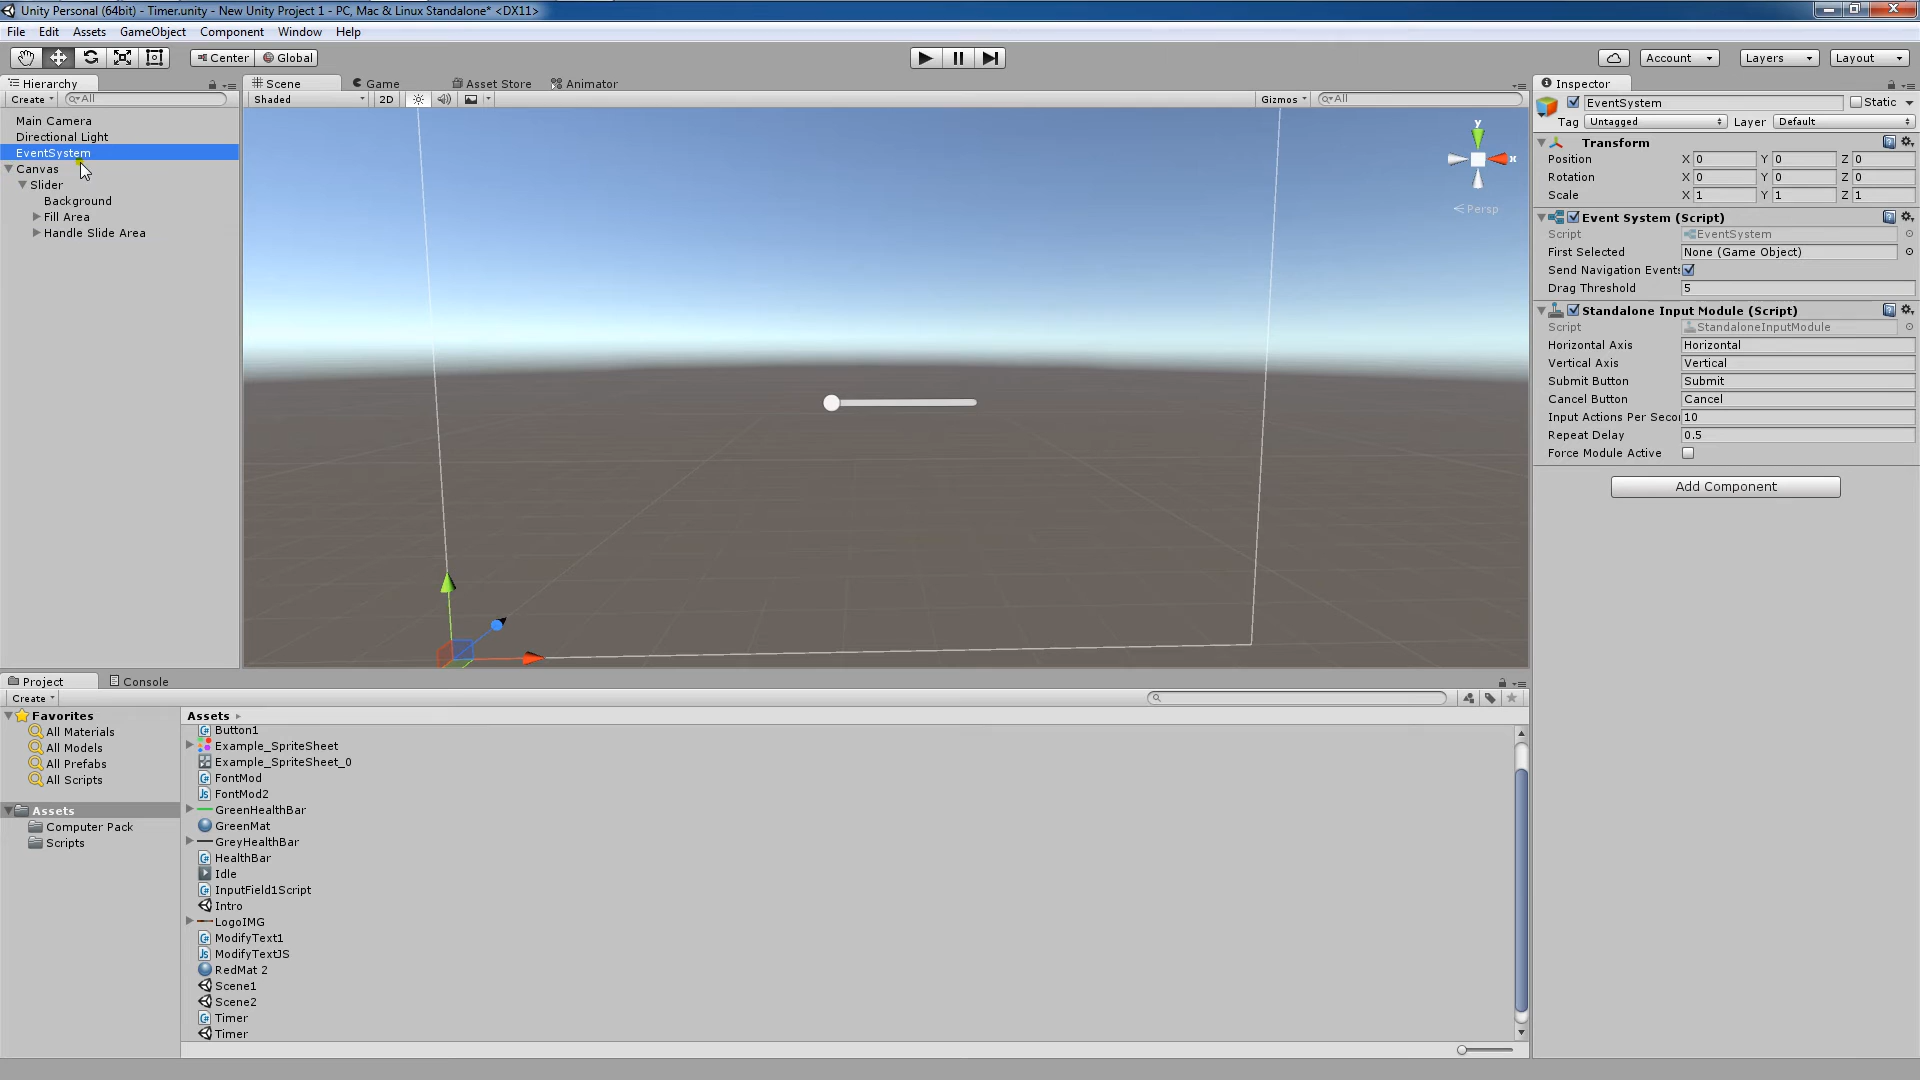 Unity Personal (64bit) - Timer.unity - New Unity Project 1 - PC, Mac & Linux Standalone* <DX11>
File Edit Assets GameObject Component Window Help
Center Global Account Layers Layout
Hierarchy
Create All
Main Camera
Directional Light
EventSystem
Canvas
Slider
Background
Fill Area
Handle Slide Area
Scene Game Asset Store Animator
Shaded 2D Gizmos All
y
x
Persp
Inspector
EventSystem Static
Tag Untagged Layer Default
Transform
Position X 0 Y 0 Z 0
Rotation X 0 Y 0 Z 0
Scale X 1 Y 1 Z 1
Event System (Script)
Script EventSystem
First Selected None (Game Object)
Send Navigation Events
Drag Threshold 5
Standalone Input Module (Script)
Script StandaloneInputModule
Horizontal Axis Horizontal
Vertical Axis Vertical
Submit Button Submit
Cancel Button Cancel
Input Actions Per Secor 10
Repeat Delay 0.5
Force Module Active
Add Component
Project Console
Create
Favorites
All Materials
All Models
All Prefabs
All Scripts
Assets
Computer Pack
Scripts
Assets
Button1
Example_SpriteSheet
Example_SpriteSheet_0
FontMod
FontMod2
GreenHealthBar
GreenMat
GreyHealthBar
HealthBar
Idle
InputField1Script
Intro
LogoIMG
ModifyText1
ModifyTextJS
RedMat 2
Scene1
Scene2
Timer
Timer